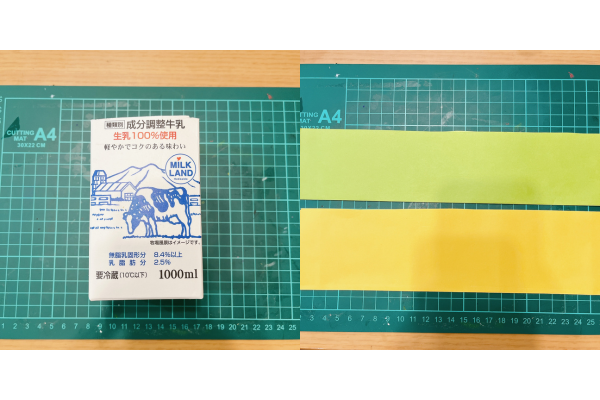 CUTTING
MAT A4
30X22 CM
種類別 成分調整牛乳
生乳100%使用
軽やかでコクのある味わい
MILK
LAND
牧場風景はイメージです。
無脂乳固形分 8.4%以上
乳脂肪分 2.5%
要冷蔵(10℃以下) 1000ml
1 2 3 4 5 6 7 8 9 10 11 12 13 14 15 16 17 18 19 20 21 22 23 24 25
A4
3 4 5 6 7 8 9 10 11 12 13 14 15 16 17 18 19 20 21 22 23 24 25